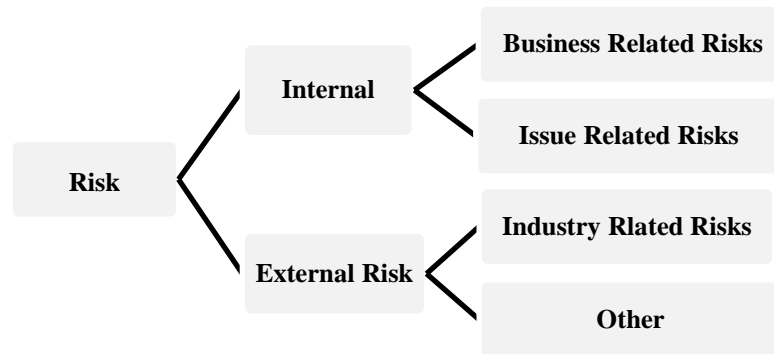 Risk
Internal
Business Related Risks
Issue Related Risks
External Risk
Industry Rlated Risks
Other